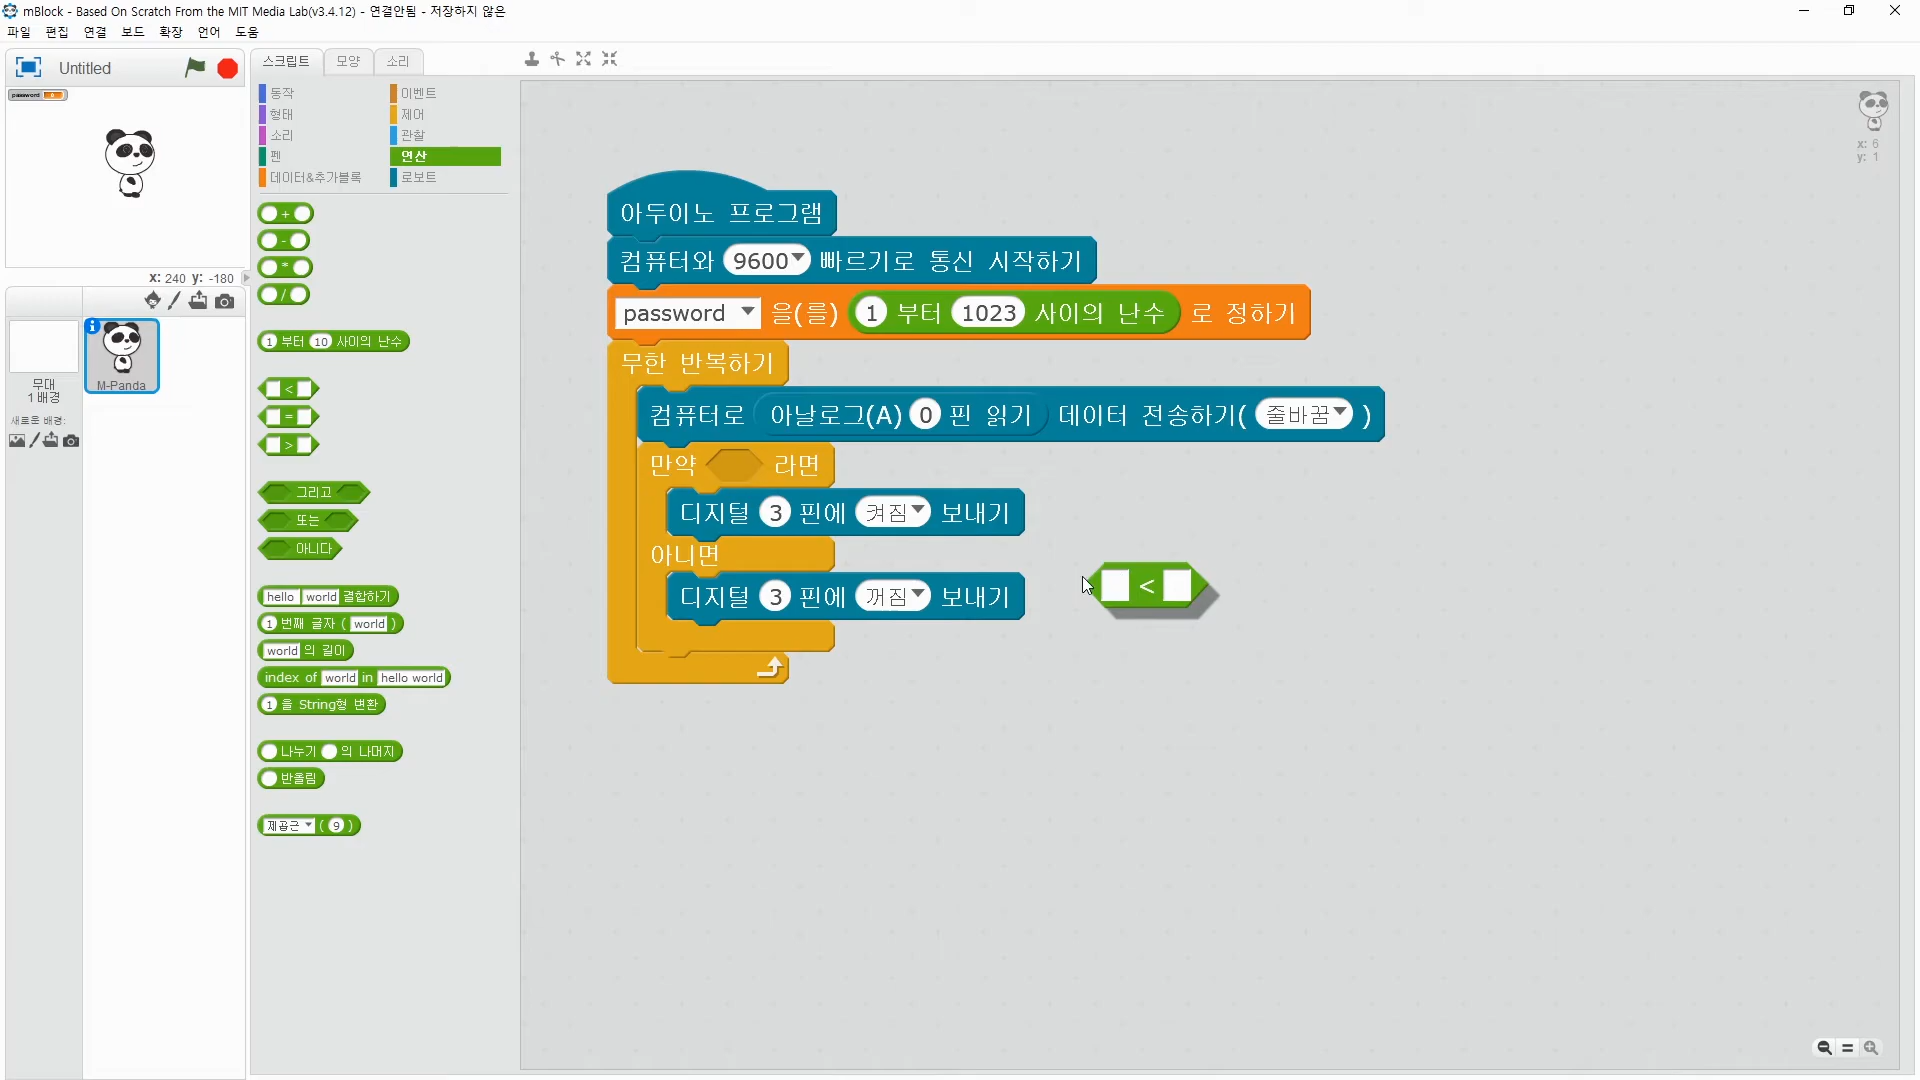 mBlock - Based On Scratch From the MIT Media Lab(v3.4.12) - 연결안됨 - 저장하지 않은
파일 편집 연결 보드 확장 언어 도움
Untitled
스크립트 모양 소리
password 0
동작 이벤트
형태 제어
소리 관찰
펜 연산
데이터&추가블록 로보트
+
-
*
/
1 부터 10 사이의 난수
<
=
>
그리고
또는
아니다
hello world 결합하기
1 번째 글자 ( world )
world 의 길이
index of world in hello world
1 을 String형 변환
나누기 의 나머지
반올림
제곱근 ( 9 )
x: 240 y: -180
M-Panda
무대
1 배경
새로운 배경:
x: 6
y: 1
아두이노 프로그램
컴퓨터와 9600 빠르기로 통신 시작하기
password 을(를) 1 부터 1023 사이의 난수 로 정하기
무한 반복하기
컴퓨터로 아날로그(A) 0 핀 읽기 데이터 전송하기( 줄바꿈 )
만약 라면
디지털 3 핀에 켜짐 보내기
아니면
디지털 3 핀에 꺼짐 보내기
<